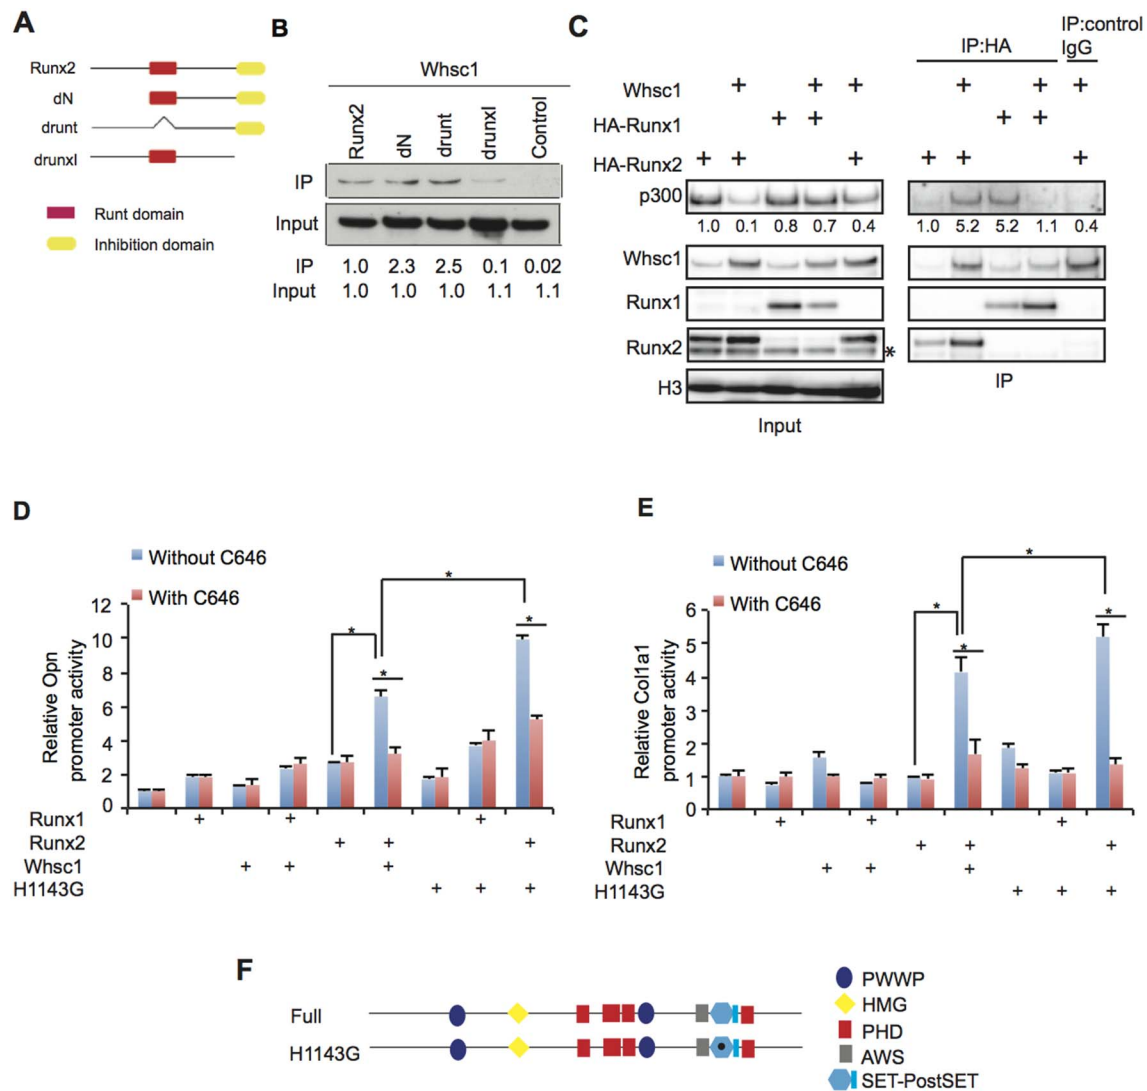 A
Runx2
dN
drunt
drunxI
Runt domain
Inhibition domain
B
Whsc1
Runx2
dN
drunt
drunxI
Control
IP
Input
IP 1.0 2.3 2.5 0.1 0.02
Input 1.0 1.0 1.0 1.1 1.1
C
IP:HA
IP:control
IgG
Whsc1 + + + + + +
HA-Runx1 + + + +
HA-Runx2 + + + + + +
p300
1.0 0.1 0.8 0.7 0.4 1.0 5.2 5.2 1.1 0.4
Whsc1
Runx1
Runx2 *
H3
Input
IP
D
Without C646
With C646
Relative Opn
promoter activity
12
10
8
6
4
2
0
* * * *
Runx1 + + +
Runx2 + + +
Whsc1 + + +
H1143G + + +
E
Without C646
With C646
Relative Col1a1
promoter activity
6
5
4
3
2
1
0
* * * *
Runx1 + + +
Runx2 + + +
Whsc1 + + +
H1143G + + +
F
Full
H1143G
PWWP
HMG
PHD
AWS
SET-PostSET